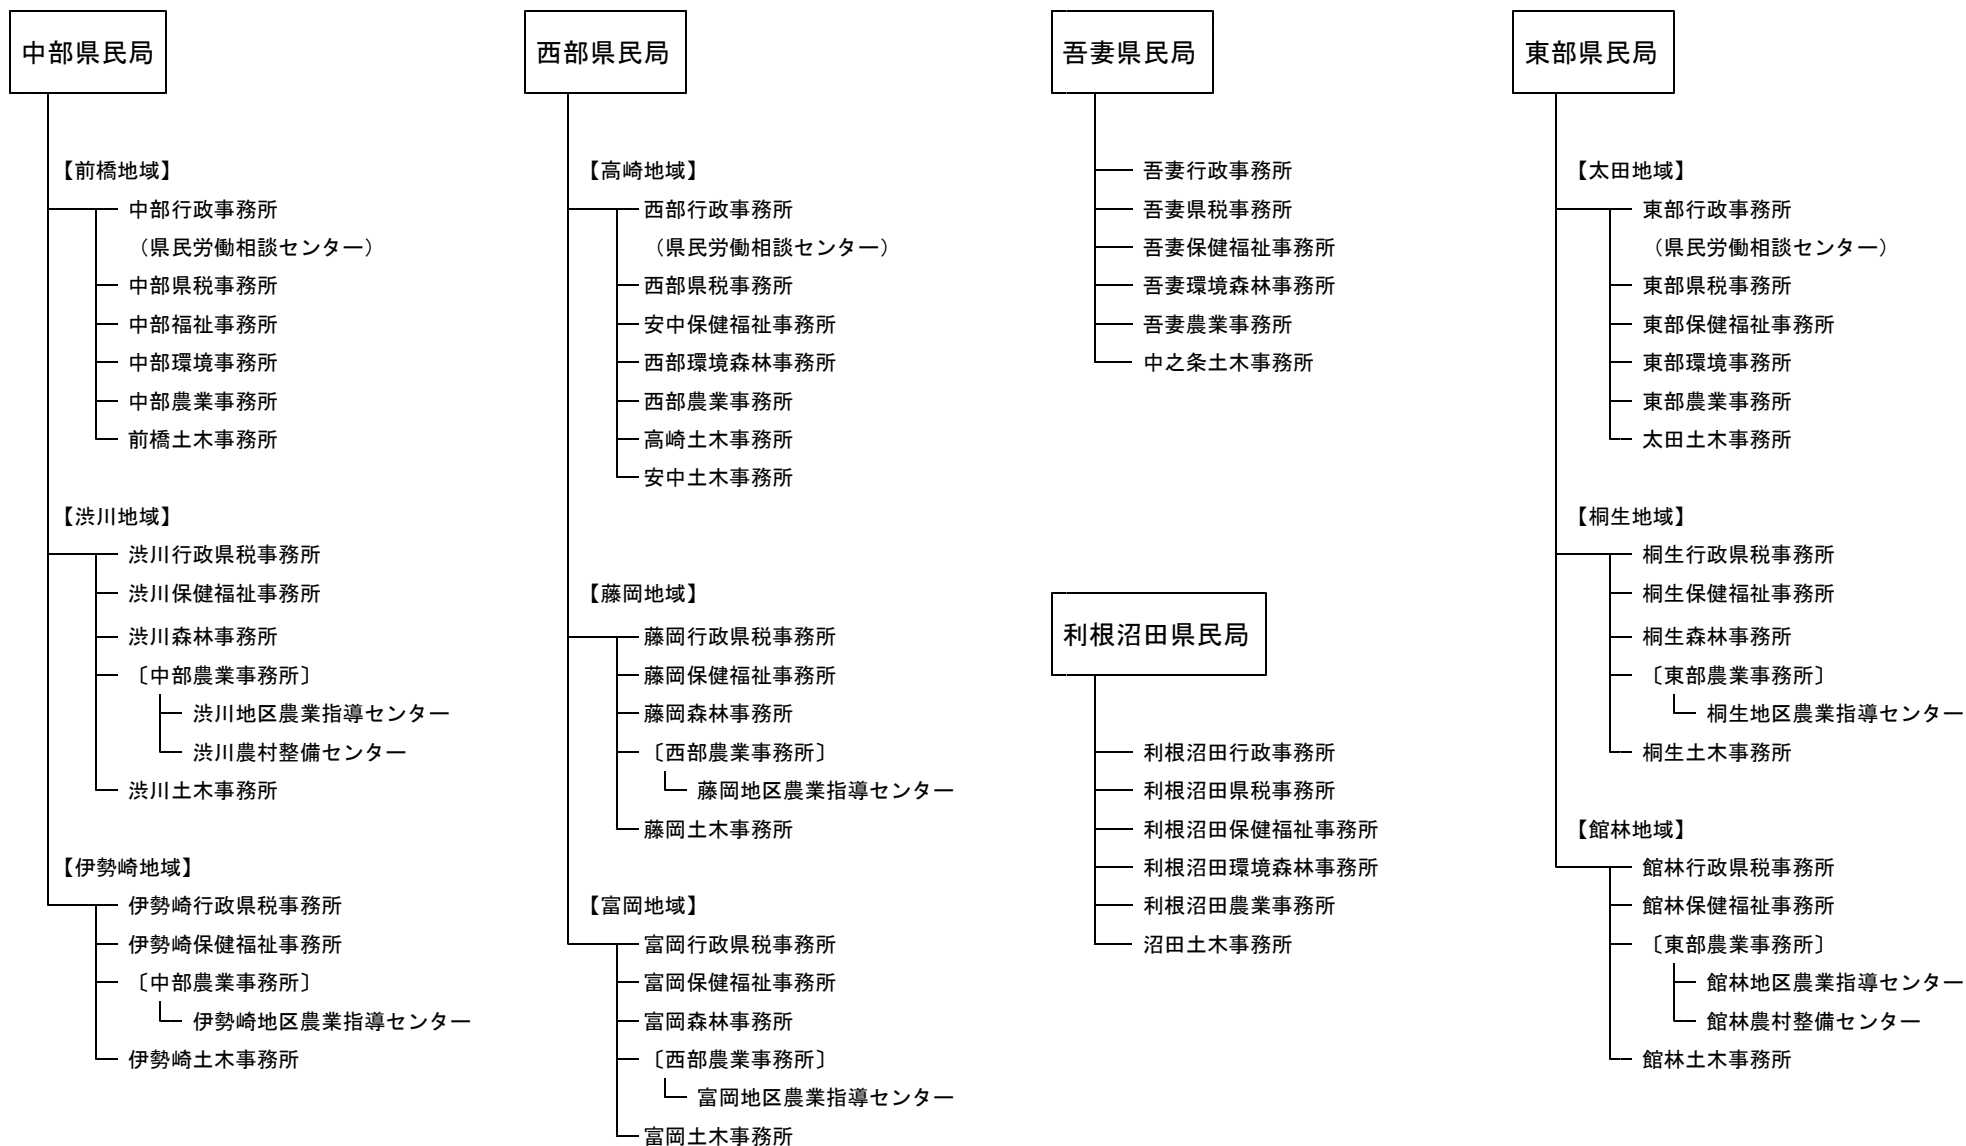 中部県民局
【前橋地域】
中部行政事務所
（県民労働相談センター）
中部県税事務所
中部福祉事務所
中部環境事務所
中部農業事務所
前橋土木事務所
【渋川地域】
渋川行政県税事務所
渋川保健福祉事務所
渋川森林事務所
〔中部農業事務所〕
渋川地区農業指導センター
渋川農村整備センター
渋川土木事務所
【伊勢崎地域】
伊勢崎行政県税事務所
伊勢崎保健福祉事務所
〔中部農業事務所〕
伊勢崎地区農業指導センター
伊勢崎土木事務所
西部県民局
【高崎地域】
西部行政事務所
（県民労働相談センター）
西部県税事務所
安中保健福祉事務所
西部環境森林事務所
西部農業事務所
高崎土木事務所
安中土木事務所
【藤岡地域】
藤岡行政県税事務所
藤岡保健福祉事務所
藤岡森林事務所
〔西部農業事務所〕
藤岡地区農業指導センター
藤岡土木事務所
【富岡地域】
富岡行政県税事務所
富岡保健福祉事務所
富岡森林事務所
〔西部農業事務所〕
富岡地区農業指導センター
富岡土木事務所
吾妻県民局
吾妻行政事務所
吾妻県税事務所
吾妻保健福祉事務所
吾妻環境森林事務所
吾妻農業事務所
中之条土木事務所
利根沼田県民局
利根沼田行政事務所
利根沼田県税事務所
利根沼田保健福祉事務所
利根沼田環境森林事務所
利根沼田農業事務所
沼田土木事務所
東部県民局
【太田地域】
東部行政事務所
（県民労働相談センター）
東部県税事務所
東部保健福祉事務所
東部環境事務所
東部農業事務所
太田土木事務所
【桐生地域】
桐生行政県税事務所
桐生保健福祉事務所
桐生森林事務所
〔東部農業事務所〕
桐生地区農業指導センター
桐生土木事務所
【館林地域】
館林行政県税事務所
館林保健福祉事務所
〔東部農業事務所〕
館林地区農業指導センター
館林農村整備センター
館林土木事務所